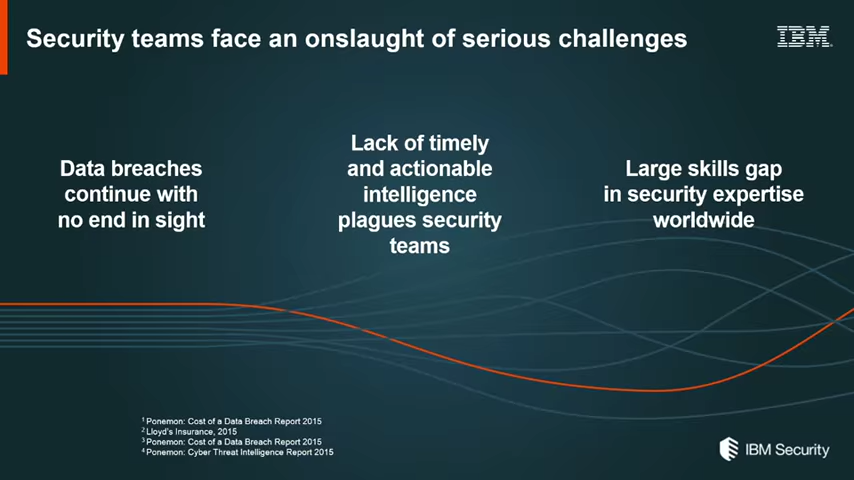 Security teams face an onslaught of serious challenges
IBM
Data breaches
continue with
no end in sight
Lack of timely
and actionable
intelligence
plagues security
teams
Large skills gap
in security expertise
worldwide
1 Ponemon: Cost of a Data Breach Report 2015
2 Lloyd's Insurance, 2015
3 Ponemon: Cost of a Data Breach Report 2015
4 Ponemon: Cyber Threat Intelligence Report 2015
IBM Security